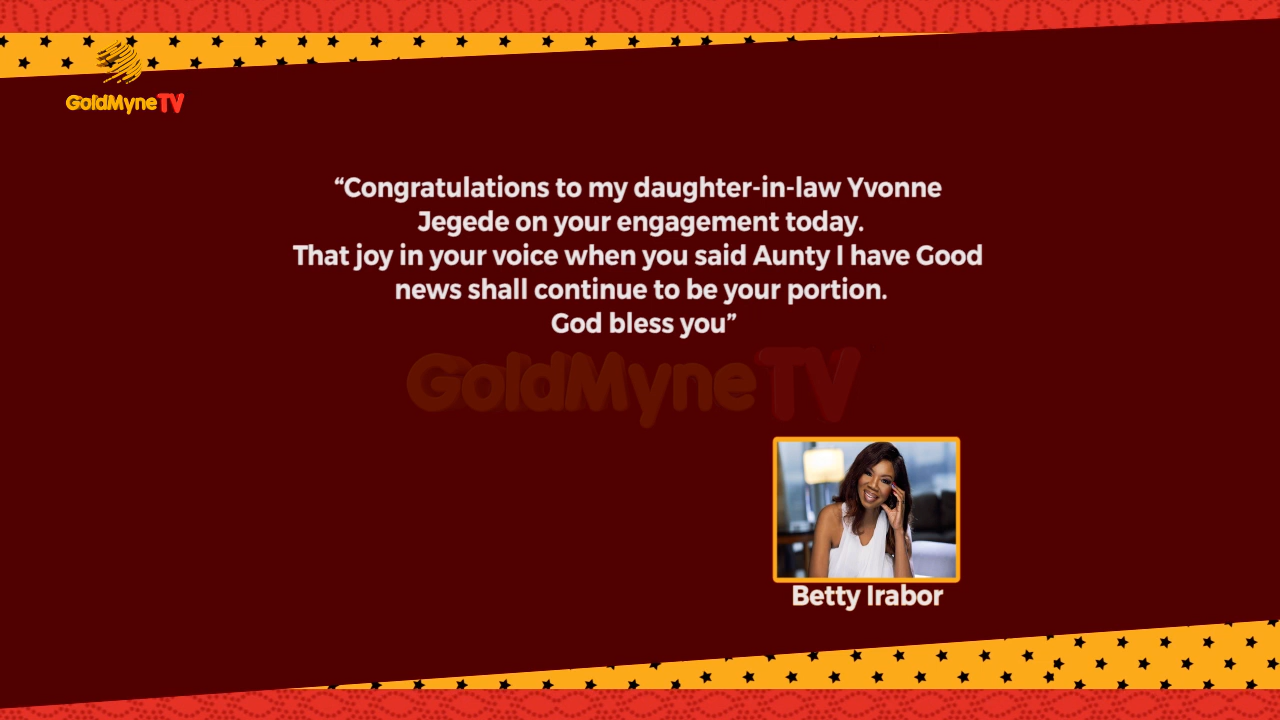 GoldMyneTV
“Congratulations to my daughter-in-law Yvonne
Jegede on your engagement today.
That joy in your voice when you said Aunty I have Good
news shall continue to be your portion.
God bless you”
GoldMyneTV
Betty Irabor